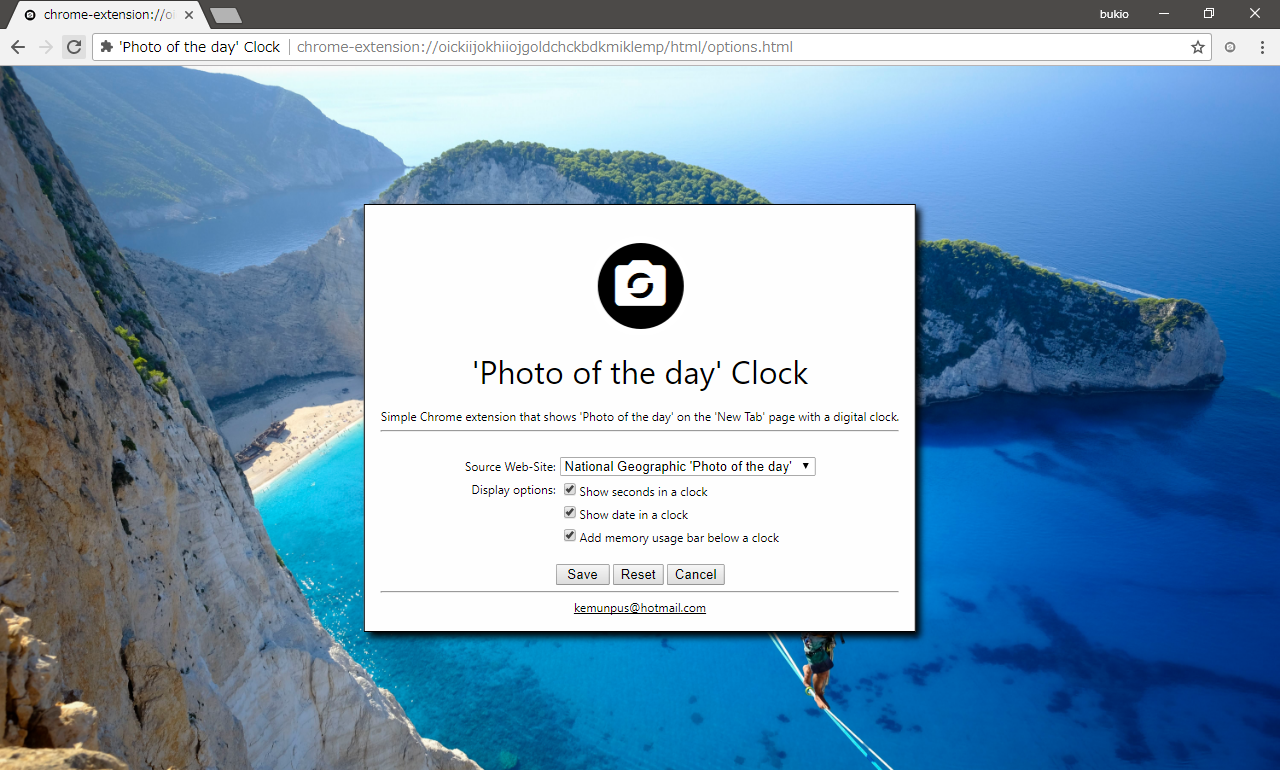 chrome-extension://oi
bukio
'Photo of the day' Clock
chrome-extension://oickiijokhiiojgoldchckbdkmiklemp/html/options.html
'Photo of the day' Clock
Simple Chrome extension that shows 'Photo of the day' on the 'New Tab' page with a digital clock.
Source Web-Site: National Geographic 'Photo of the day'
Display options: Show seconds in a clock
Show date in a clock
Add memory usage bar below a clock
Save Reset Cancel
kemunpus@hotmail.com